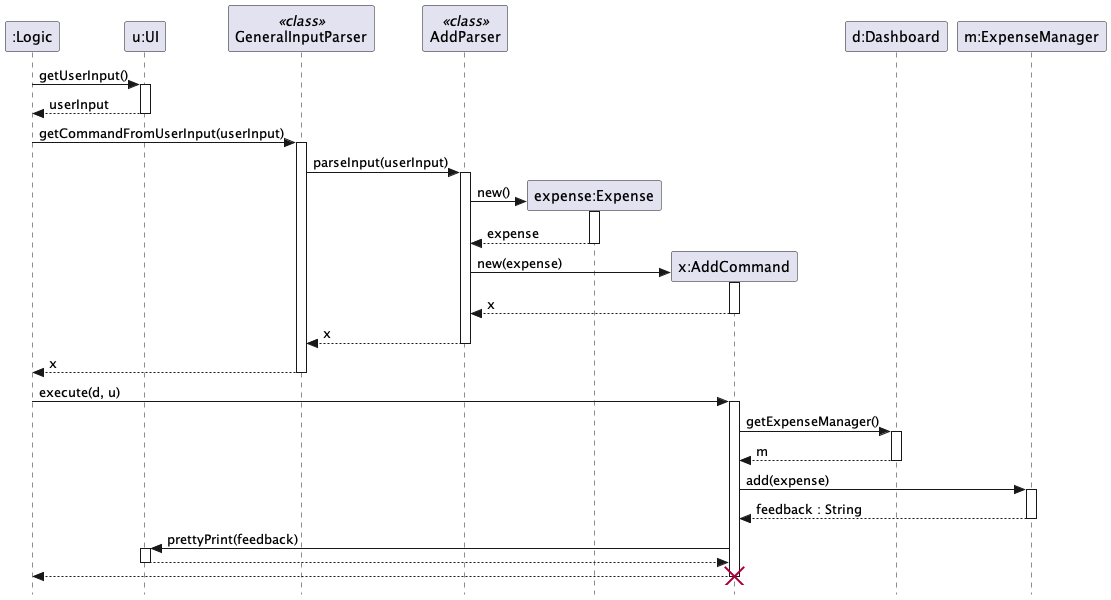 «class»
«class»
:Logic
u:UI
GeneralInputParser
AddParser
d:Dashboard
m:ExpenseManager
getUserInput()
userInput
getCommandFromUserInput(userInput)
parseInput(userInput)
new()
expense:Expense
expense
new(expense)
x:AddCommand
x
x
x
execute(d, u)
getExpenseManager()
m
add(expense)
feedback : String
prettyPrint(feedback)